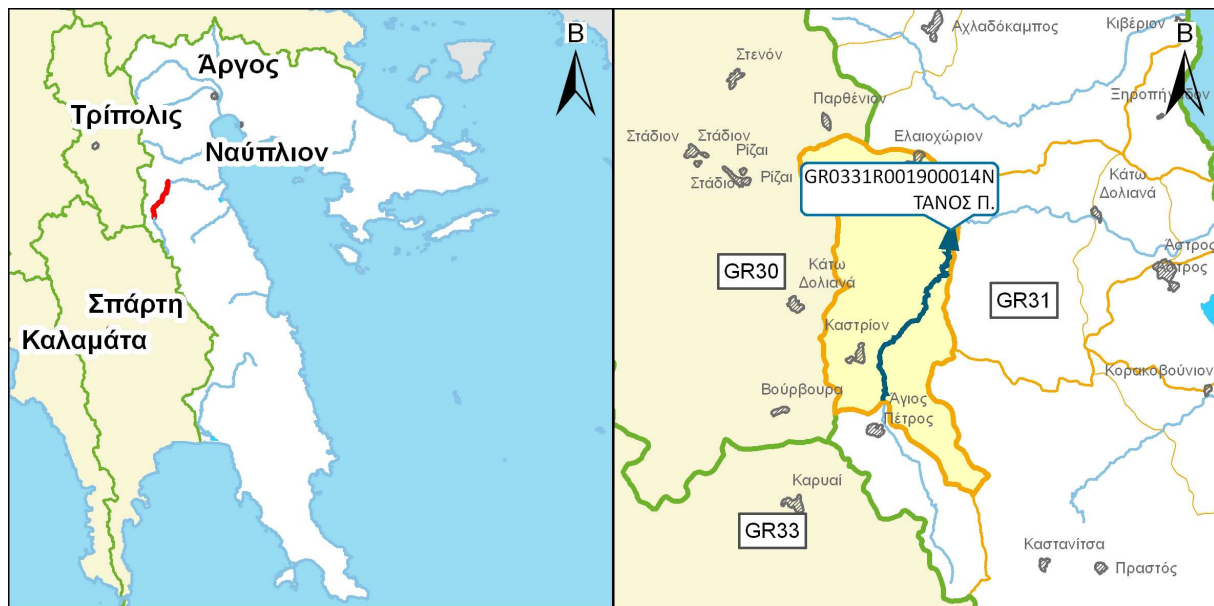 Β
Άργος
Τρίπολις
Ναύπλιον
Σπάρτη
Καλαμάτα
Αχλαδόκαμπος
Κιβέριον
Β
Στενόν
Ξηροπήγαδον
Παρθένιον
Στάδιον
Στάδιον
Ρίζαι
Ελαιοχώριον
Στάδιον
Ρίζαι
GR0331R001900014N
ΤΑΝΟΣ Π.
Κάτω
Δολιανά
Άστρος
Άστρος
GR30
Κάτω
Δολιανά
GR31
Καστρίον
Κορακοβούνιον
Βούρβουρα
Άγιος
Πέτρος
Καρυαί
GR33
Καστανίτσα
Πραστός